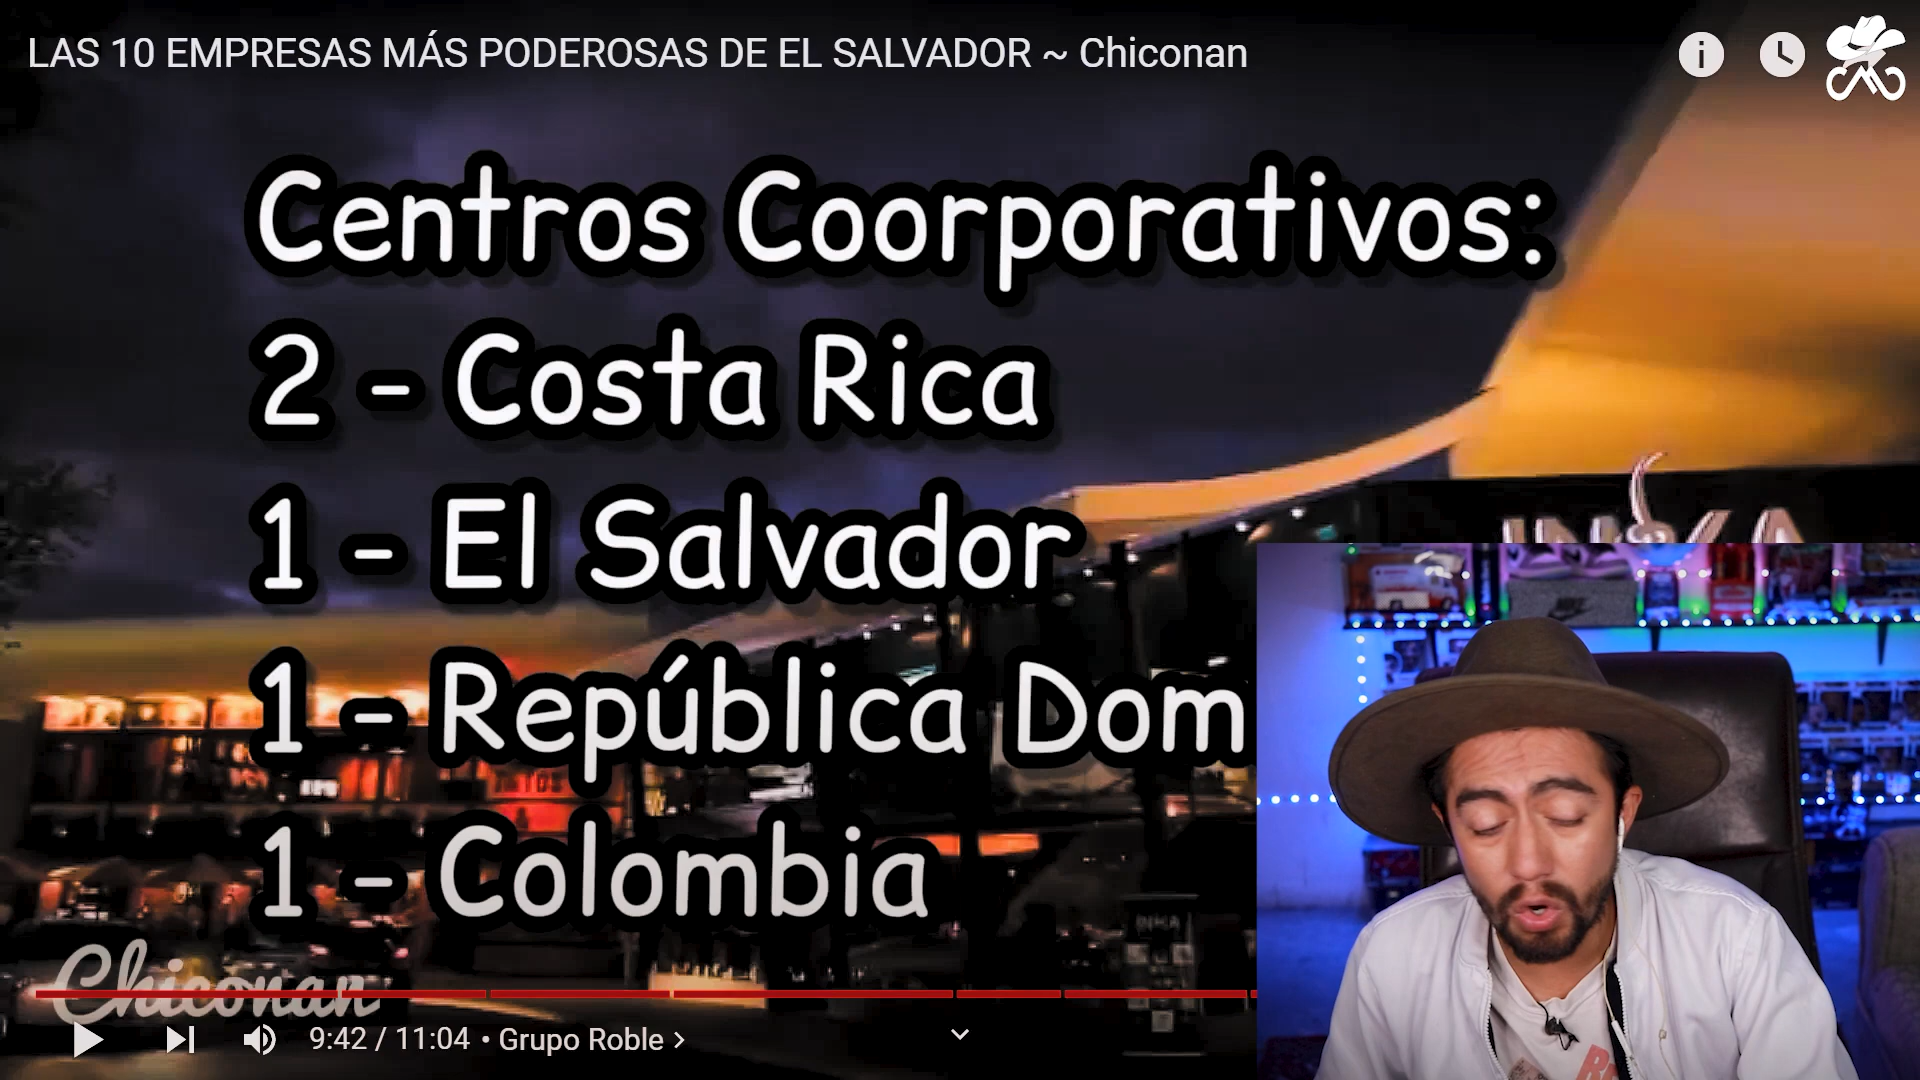 LAS 10 EMPRESAS MÁS PODEROSAS DE EL SALVADOR ~ Chiconan
Centros Coorporativos:
2 - Costa Rica
1 - El Salvador
1 - República Dom
1 - Colombia
Chiconan
9:42 / 11:04 • Grupo Roble ›